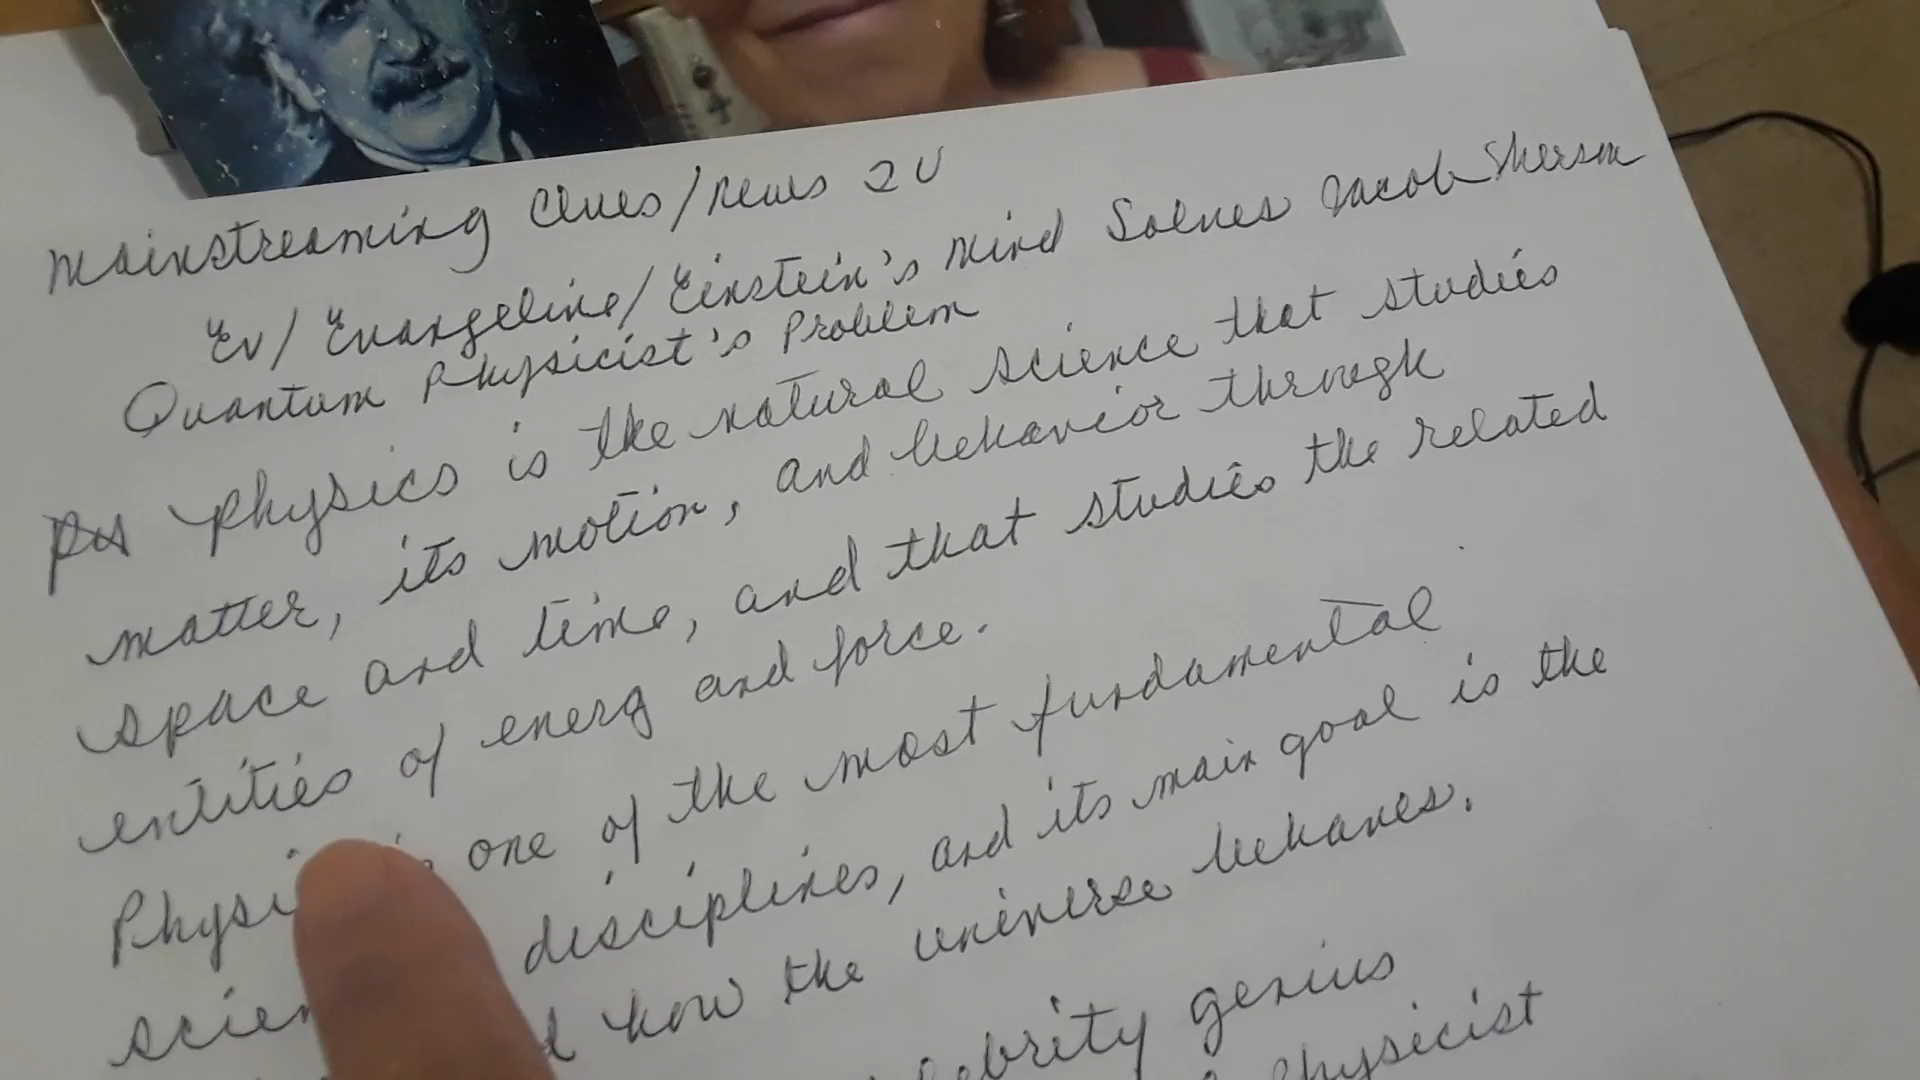 Mainstreaming Clues/News 2U
Ev/Evangeline/Einstein's Mind Solves Jacob Sherson
Quantum Physicist's Problem
Physics is the natural science that studies
matter, its motion, and behavior through
space and time, and that studies the related
entities of energ and force.
Physi one of the most fundamental
scien disciplines, and its main goal is the
how the universe behaves.
genius
Physicist